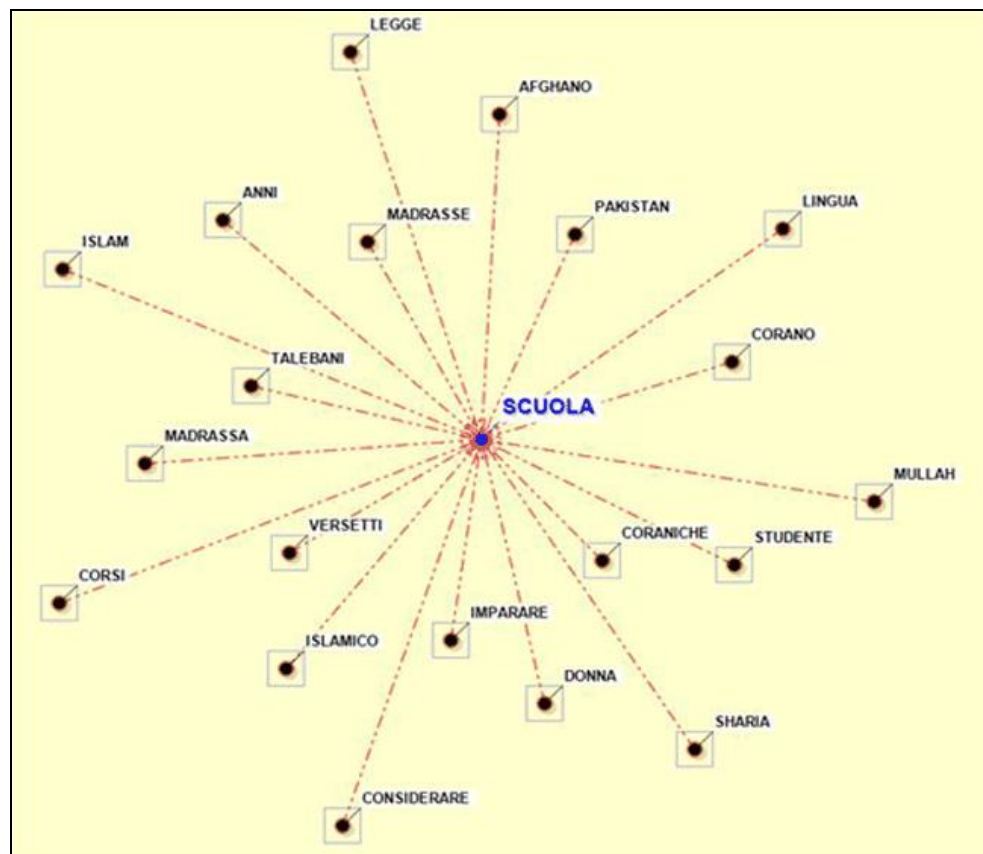 LEGGE
AFGHANO
ANNI
MADRASSE
PAKISTAN
LINGUA
ISLAM
CORANO
TALEBANI
SCUOLA
MADRASSA
MULLAH
VERSETTI
CORANICHE
STUDENTE
CORSI
IMPARARE
ISLAMICO
DONNA
SHARIA
CONSIDERARE